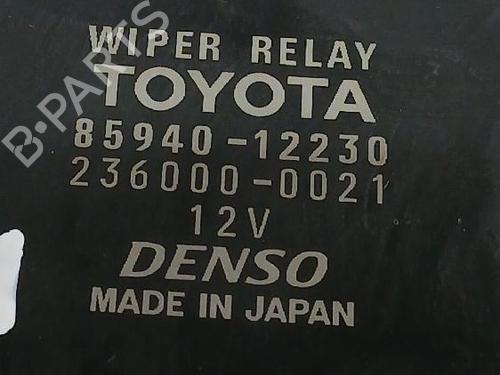 B-PARTS
WIPER RELAY
TOYOTA
85940-12230
236000-0021
12V
DENSO
MADE IN JAPAN